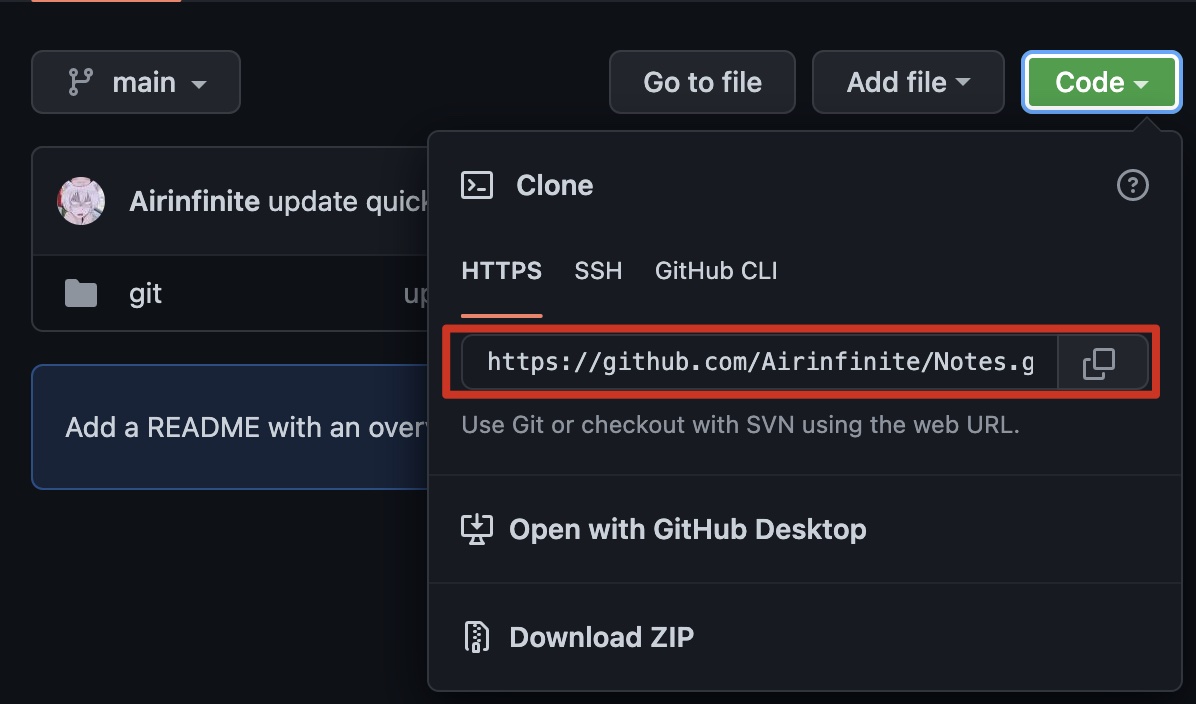 main
Go to file
Add file
Code
Airinfinite update quick
Clone
git
up
HTTPS SSH GitHub CLI
https://github.com/Airinfinite/Notes.g
Use Git or checkout with SVN using the web URL.
Add a README with an over
Open with GitHub Desktop
Download ZIP